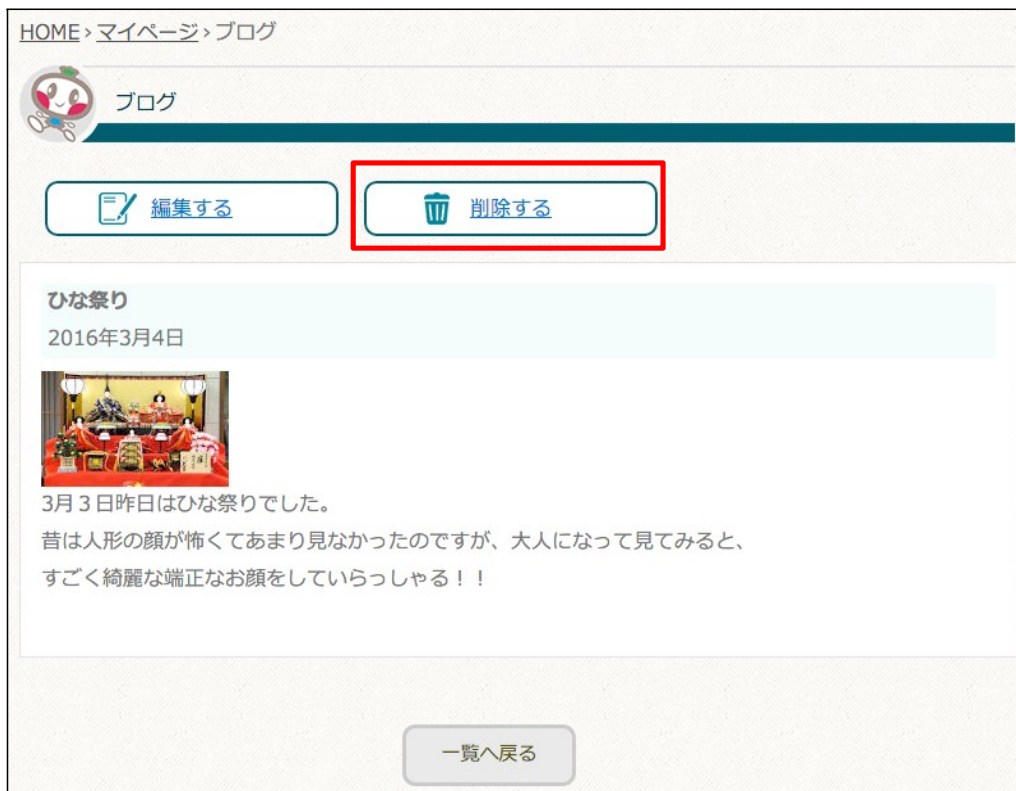 HOME›マイページ›ブログ
ブログ
編集する
削除する
ひな祭り
2016年3月4日
3月３日昨日はひな祭りでした。
昔は人形の顔が怖くてあまり見なかったのですが、大人になって見てみると、
すごく綺麗な端正なお顔をしていらっしゃる！！
一覧へ戻る